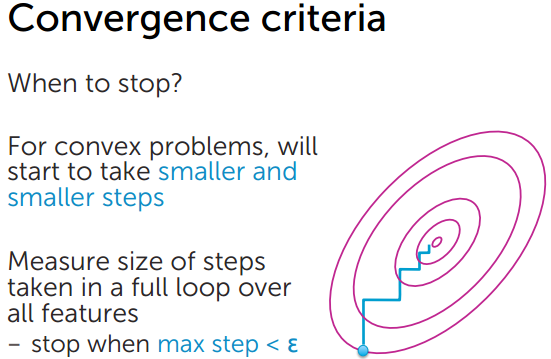 Convergence criteria
When to stop?
For convex problems, will
start to take smaller and
smaller steps
Measure size of steps
taken in a full loop over
all features
– stop when max step < ε